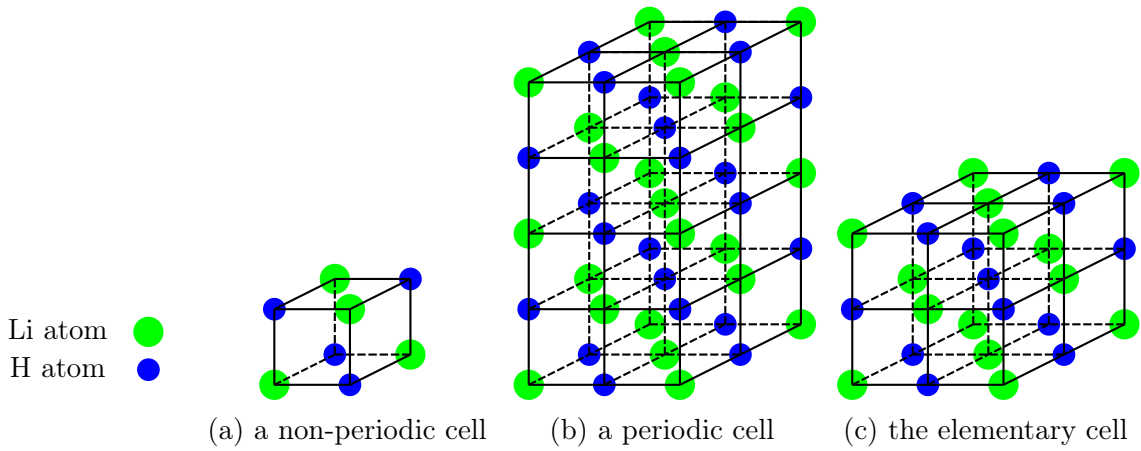 Li atom
H atom
(a) a non-periodic cell
(b) a periodic cell
(c) the elementary cell